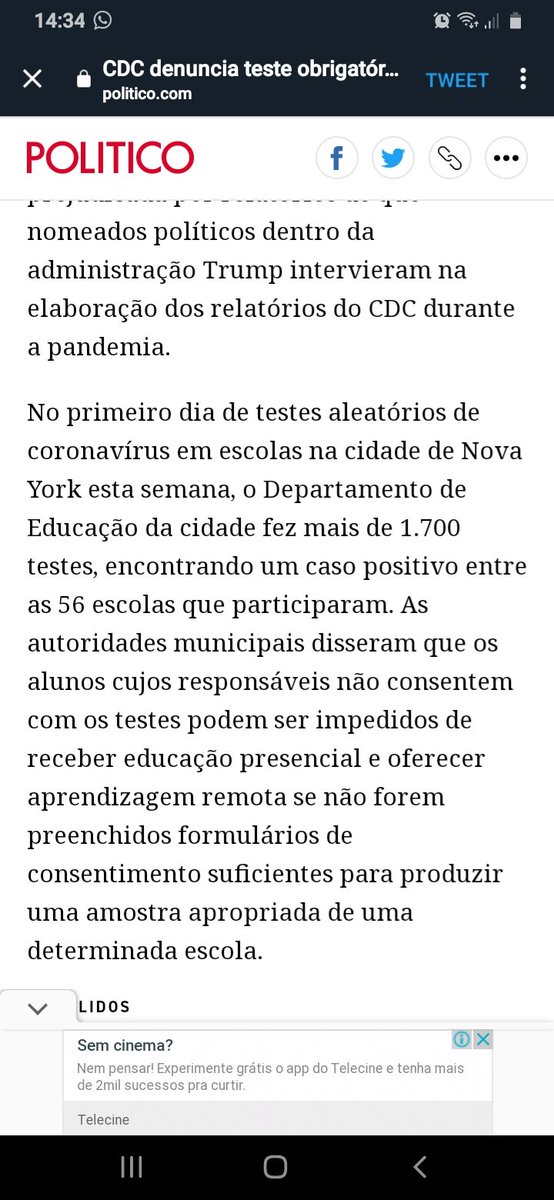 14:34
CDC denuncia teste obrigatór...
politico.com
TWEET
POLITICO
prejudicada por relatórios de que
nomeados políticos dentro da
administração Trump intervieram na
elaboração dos relatórios do CDC durante
a pandemia.
No primeiro dia de testes aleatórios de
coronavírus em escolas na cidade de Nova
York esta semana, o Departamento de
Educação da cidade fez mais de 1.700
testes, encontrando um caso positivo entre
as 56 escolas que participaram. As
autoridades municipais disseram que os
alunos cujos responsáveis não consentem
com os testes podem ser impedidos de
receber educação presencial e oferecer
aprendizagem remota se não forem
preenchidos formulários de
consentimento suficientes para produzir
uma amostra apropriada de uma
determinada escola.
LIDOS
Sem cinema?
Nem pensar! Experimente grátis o app do Telecine e tenha mais
de 2mil sucessos pra curtir.
Telecine